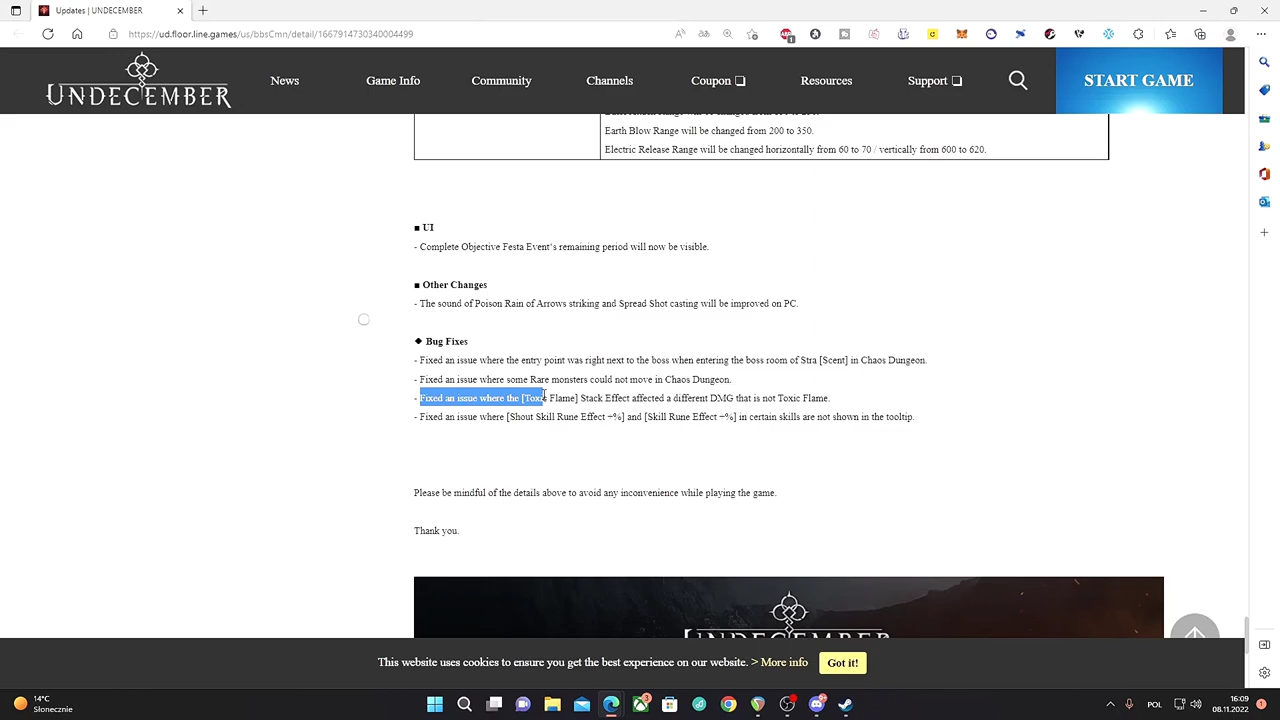 Updates | UNDECEMBER
https://ud.floor.line.games/us/bbsCmn/detail/1667914730340004499
UNDECEMBER
News
Game Info
Community
Channels
Coupon
Resources
Support
START GAME
Earth Blow Range will be changed from 200 to 350.
Electric Release Range will be changed horizontally from 60 to 70 / vertically from 600 to 620.
■ UI
- Complete Objective Festa Event's remaining period will now be visible.
■ Other Changes
- The sound of Poison Rain of Arrows striking and Spread Shot casting will be improved on PC.
❖ Bug Fixes
- Fixed an issue where the entry point was right next to the boss when entering the boss room of Stra [Scent] in Chaos Dungeon.
- Fixed an issue where some Rare monsters could not move in Chaos Dungeon.
- Fixed an issue where the [Toxic Flame] Stack Effect affected a different DMG that is not Toxic Flame.
- Fixed an issue where [Shout Skill Rune Effect +%] and [Skill Rune Effect +%] in certain skills are not shown in the tooltip.
Please be mindful of the details above to avoid any inconvenience while playing the game.
Thank you.
UNDECEMBER
This website uses cookies to ensure you get the best experience on our website. > More info
Got it!
14°C
Słonecznie
POL
16:09
08.11.2022